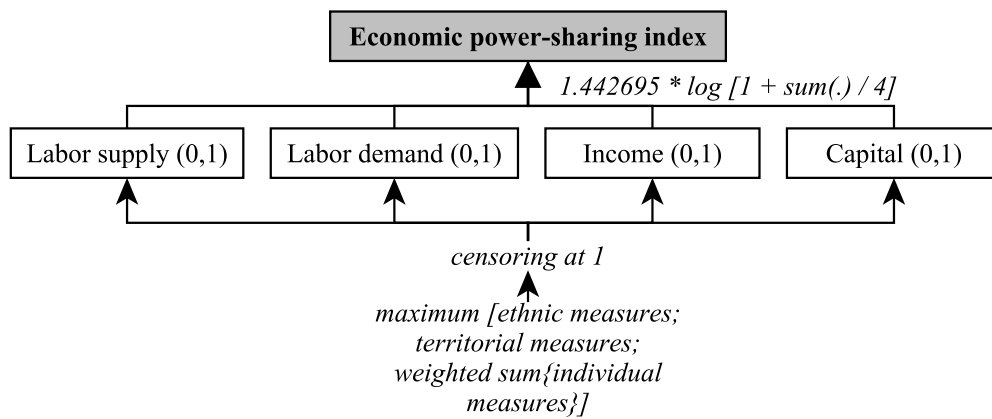 Economic power-sharing index
1.442695 * log [1 + sum(.) / 4]
Labor supply (0,1)
Labor demand (0,1)
Income (0,1)
Capital (0,1)
censoring at 1
maximum [ethnic measures;
territorial measures;
weighted sum{individual
measures}]